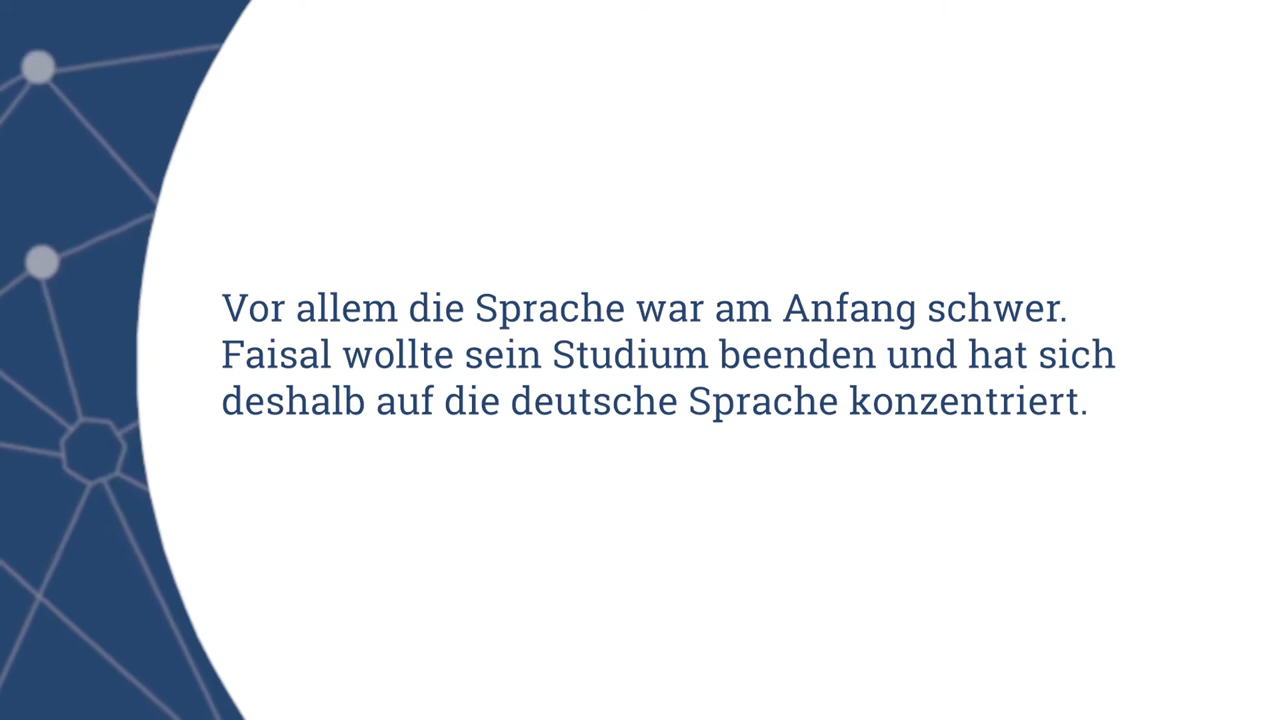 Vor allem die Sprache war am Anfang schwer.
Faisal wollte sein Studium beenden und hat sich
deshalb auf die deutsche Sprache konzentriert.